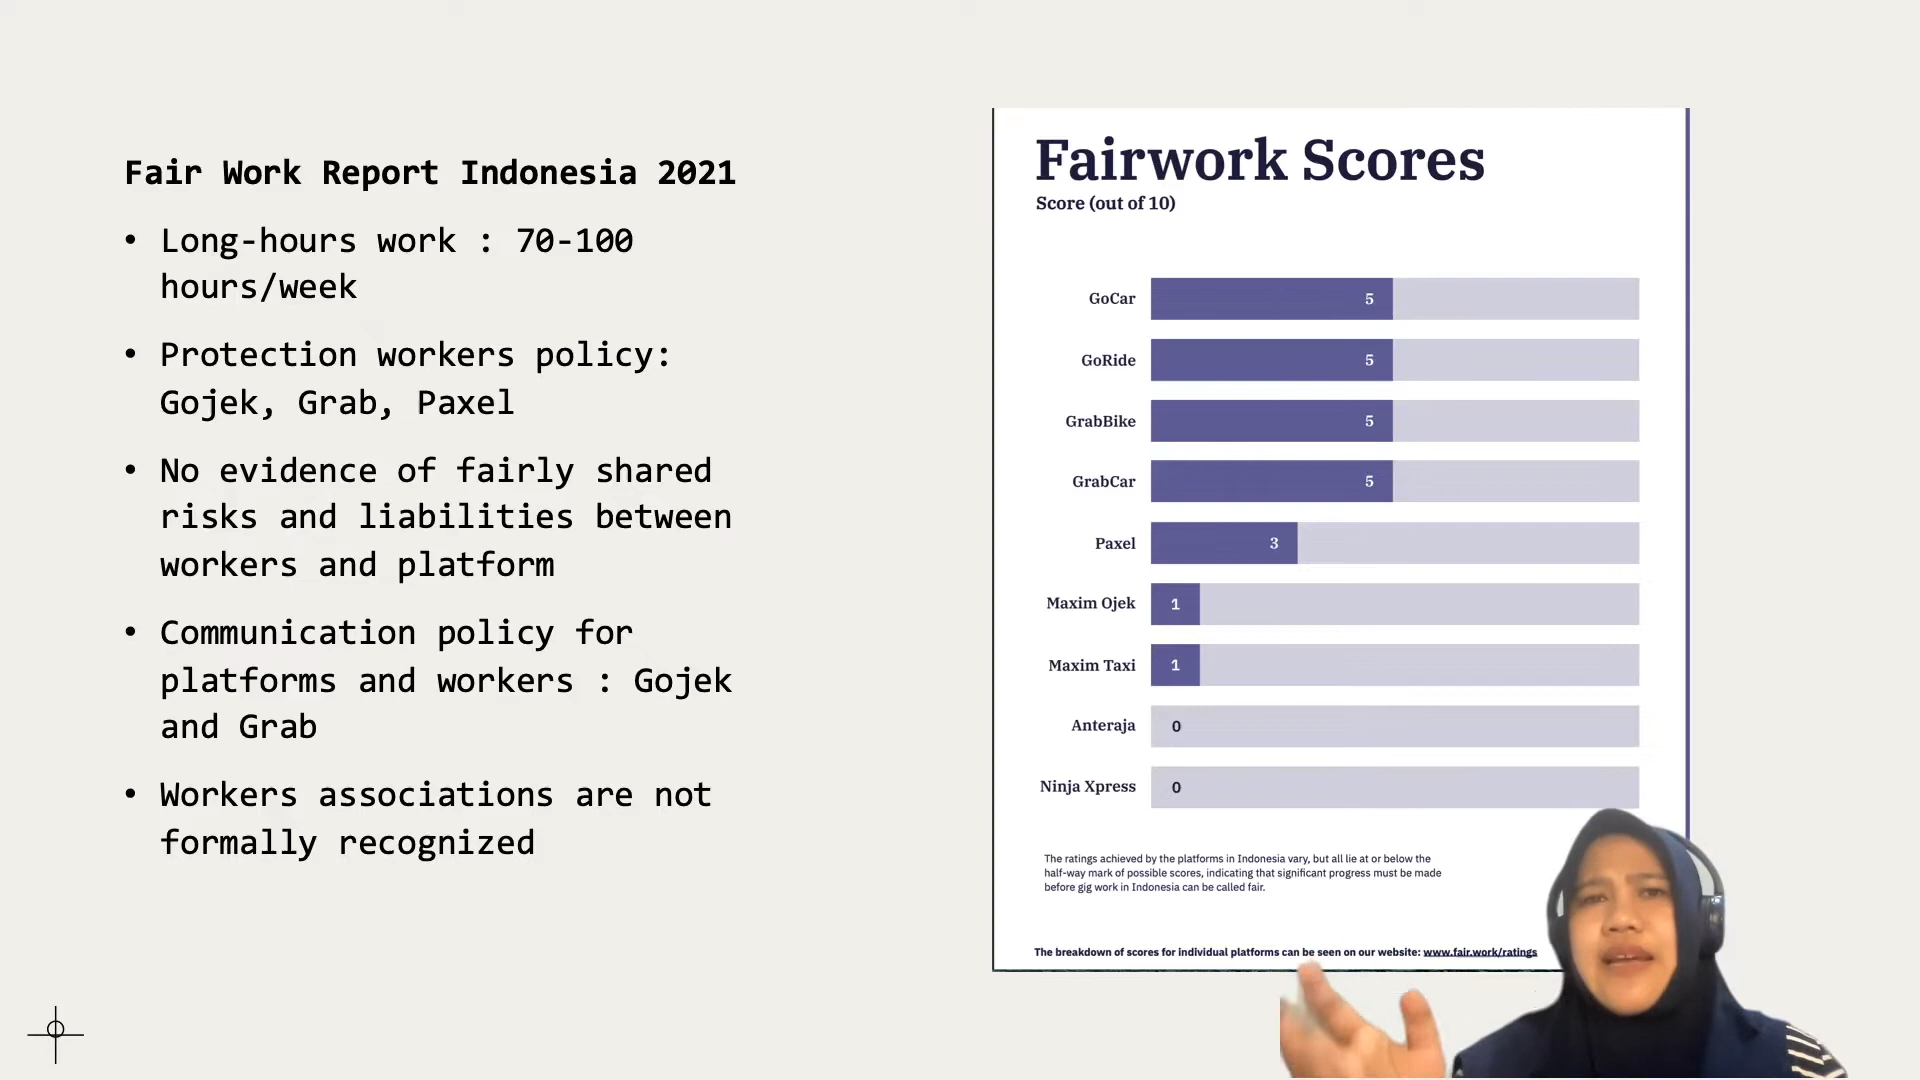 Fair Work Report Indonesia 2021
• Long-hours work : 70-100
hours/week
• Protection workers policy:
Gojek, Grab, Paxel
• No evidence of fairly shared
risks and liabilities between
workers and platform
• Communication policy for
platforms and workers : Gojek
and Grab
• Workers associations are not
formally recognized
Fairwork Scores
Score (out of 10)
GoCar 5
GoRide 5
GrabBike 5
GrabCar 5
Paxel 3
Maxim Ojek 1
Maxim Taxi 1
Anteraja 0
Ninja Xpress 0
The ratings achieved by the platforms in Indonesia vary, but all lie at or below the
half-way mark of possible scores, indicating that significant progress must be made
before gig work in Indonesia can be called fair.
The breakdown of scores for individual platforms can be seen on our website: www.fair.work/ratings